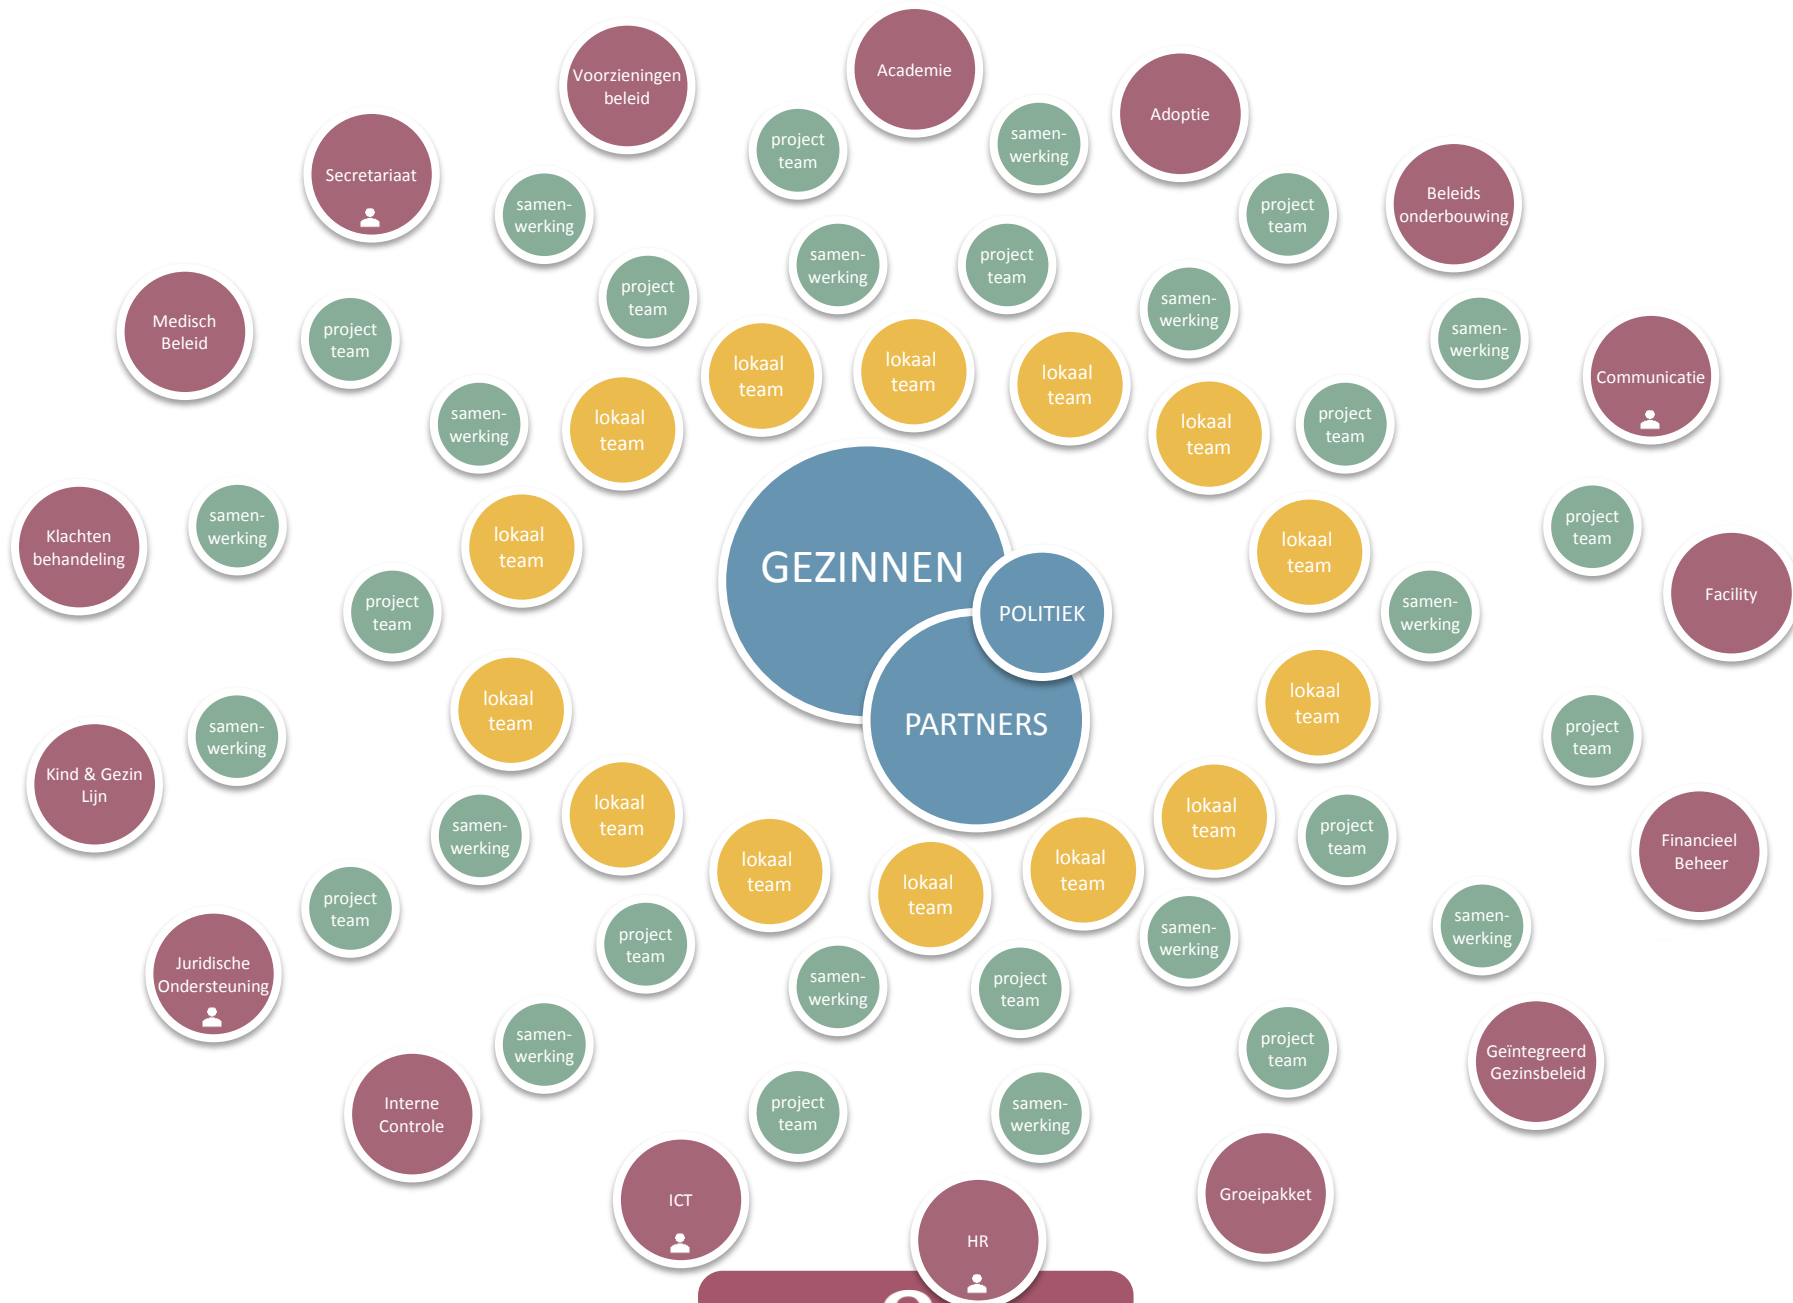 Academie
Voorzieningen
beleid
Adoptie
project
team
samen-
werking
Secretariaat
Beleids
onderbouwing
samen-
werking
project
team
samen-
werking
project
team
project
team
samen-
werking
Medisch
Beleid
project
team
samen-
werking
Communicatie
lokaal
team
lokaal
team
lokaal
team
samen-
werking
lokaal
team
lokaal
team
project
team
Klachten
behandeling
samen-
werking
lokaal
team
GEZINNEN
lokaal
team
project
team
Facility
project
team
POLITIEK
samen-
werking
Kind & Gezin
Lijn
samen-
werking
lokaal
team
PARTNERS
lokaal
team
project
team
samen-
werking
lokaal
team
lokaal
team
project
team
Financieel
Beheer
lokaal
team
lokaal
team
lokaal
team
Juridische
Ondersteuning
project
team
project
team
samen-
werking
samen-
werking
samen-
werking
project
team
Interne
Controle
samen-
werking
project
team
Geïntegreerd
Gezinsbeleid
project
team
samen-
werking
ICT
HR
Groeipakket